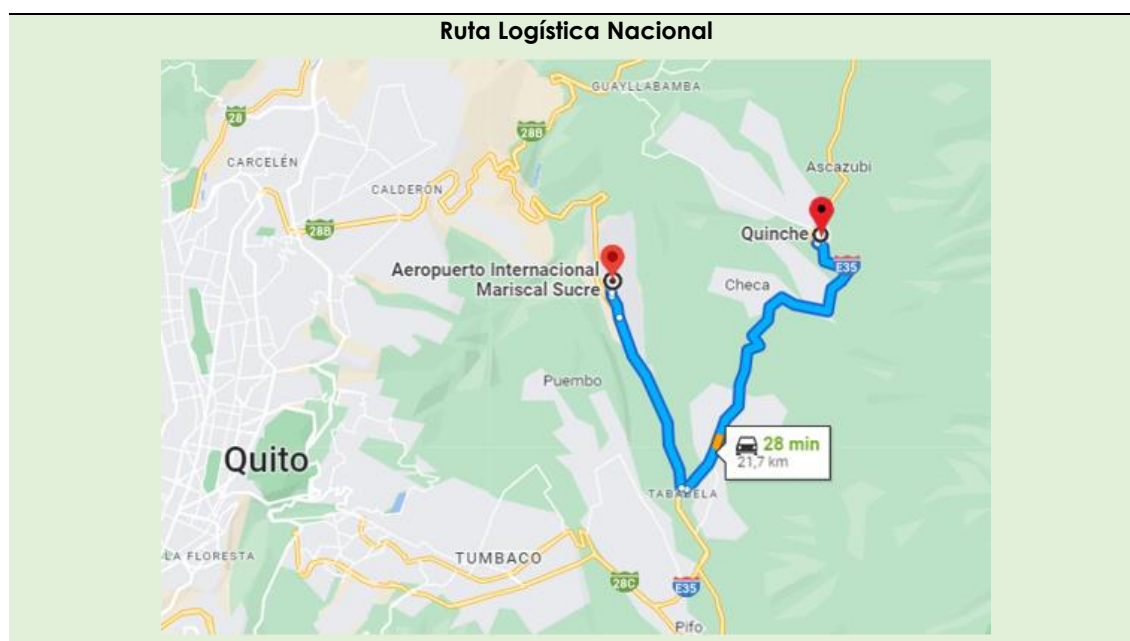 Ruta Logística Nacional
GUAYLLABAMBA
28
28B
CARCELÉN
Ascazubi
CALDERÓN
28B
Quinche
Aeropuerto Internacional
Mariscal Sucre
E35
Checa
Puembo
28 min
21,7 km
Quito
TABABELA
LA FLORESTA
TUMBACO
28C
E35
Pifo